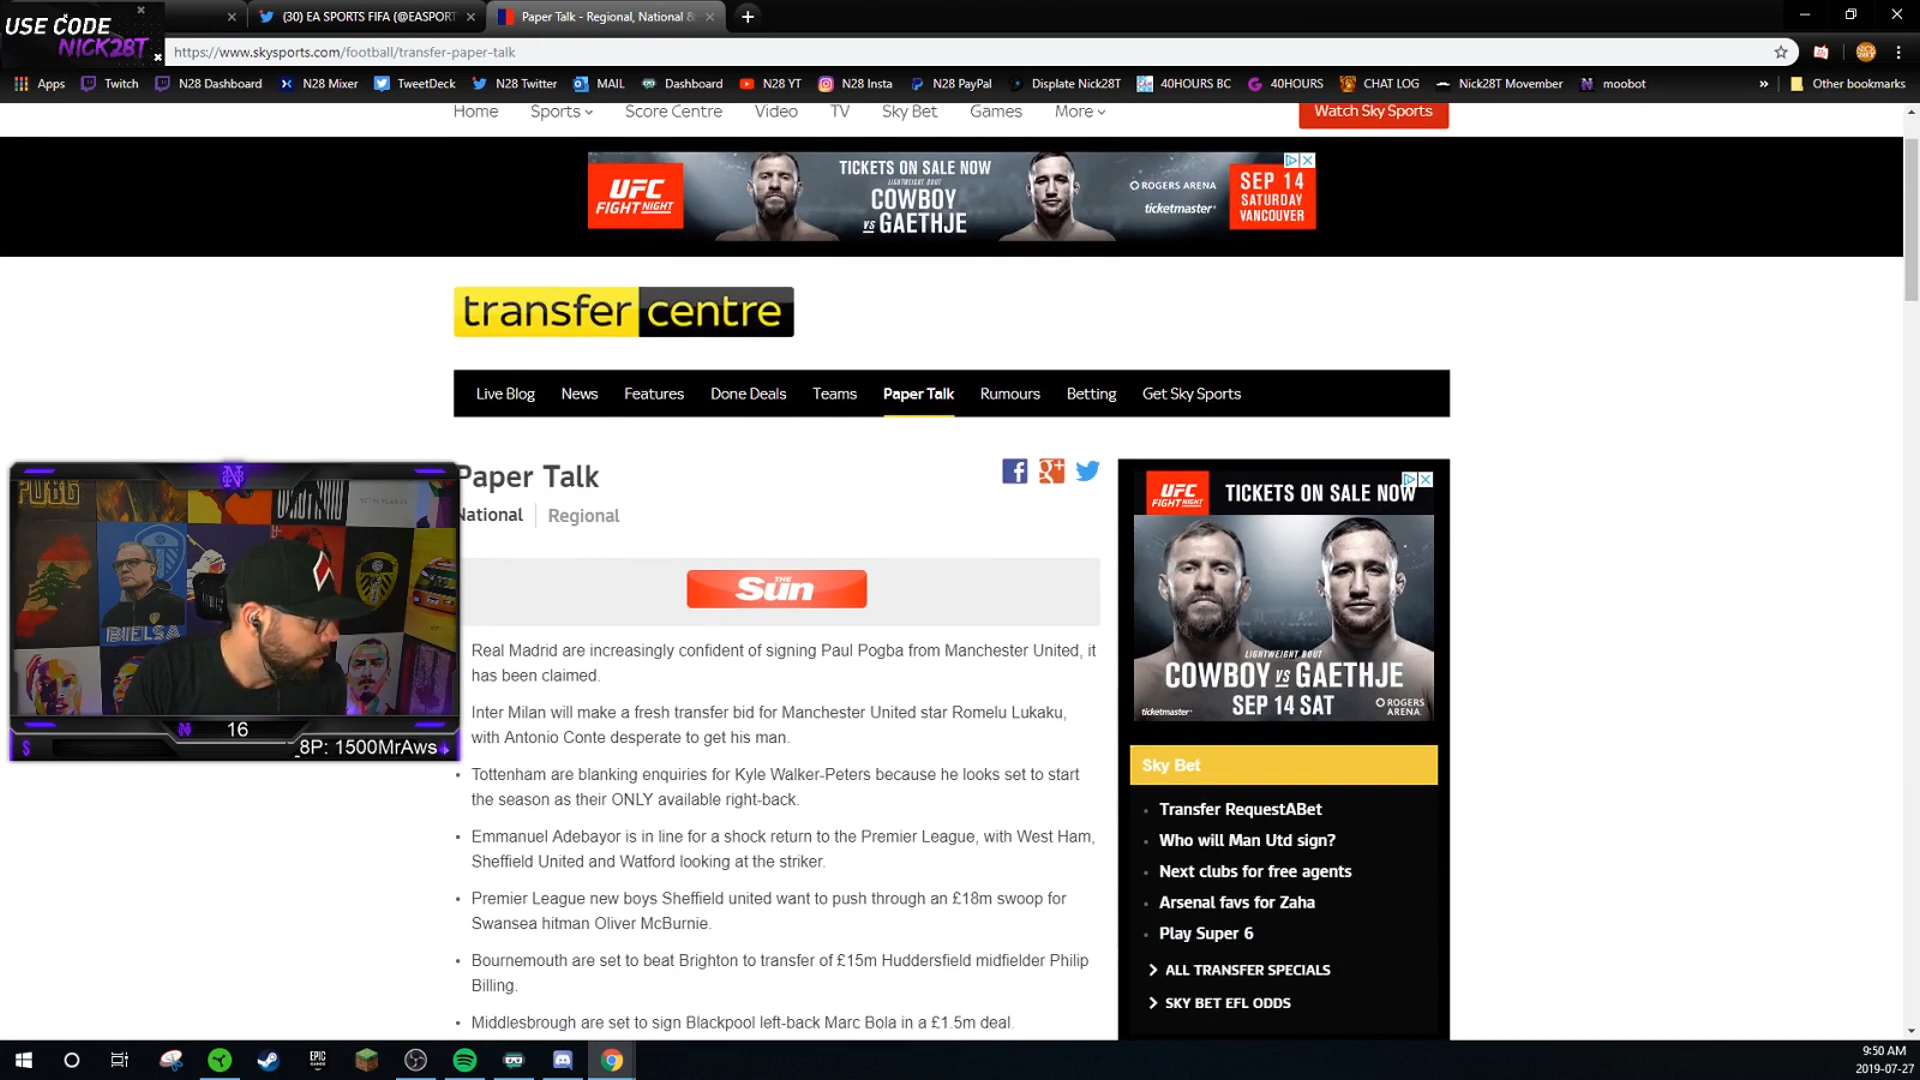 USE CODE
NICK28T
(30) EA SPORTS FIFA (@EASPORT
Paper Talk - Regional, National &
https://www.skysports.com/football/transfer-paper-talk
Apps Twitch N28 Dashboard N28 Mixer TweetDeck N28 Twitter MAIL Dashboard N28 YT N28 Insta N28 PayPal Displate Nick28T 40HOURS BC 40HOURS CHAT LOG Nick28T Movember moobot » Other bookmarks
Home Sports Score Centre Video TV Sky Bet Games More Watch Sky Sports
UFC
FIGHT NIGHT
TICKETS ON SALE NOW
LIGHTWEIGHT BOUT
COWBOY
VS GAETHJE
ROGERS ARENA
ticketmaster
SEP 14
SATURDAY
VANCOUVER
transfer centre
Live Blog News Features Done Deals Teams Paper Talk Rumours Betting Get Sky Sports
Paper Talk
National Regional
THE Sun
Real Madrid are increasingly confident of signing Paul Pogba from Manchester United, it
has been claimed.
Inter Milan will make a fresh transfer bid for Manchester United star Romelu Lukaku,
with Antonio Conte desperate to get his man.
• Tottenham are blanking enquiries for Kyle Walker-Peters because he looks set to start
the season as their ONLY available right-back.
• Emmanuel Adebayor is in line for a shock return to the Premier League, with West Ham,
Sheffield United and Watford looking at the striker.
• Premier League new boys Sheffield united want to push through an £18m swoop for
Swansea hitman Oliver McBurnie.
• Bournemouth are set to beat Brighton to transfer of £15m Huddersfield midfielder Philip
Billing.
• Middlesbrough are set to sign Blackpool left-back Marc Bola in a £1.5m deal.
UFC
FIGHT NIGHT
TICKETS ON SALE NOW
LIGHTWEIGHT BOUT
COWBOY VS GAETHJE
ticketmaster
SEP 14 SAT
ROGERS
ARENA
Sky Bet
Transfer RequestABet
Who will Man Utd sign?
Next clubs for free agents
Arsenal favs for Zaha
Play Super 6
ALL TRANSFER SPECIALS
SKY BET EFL ODDS
PUBG
BIELSA
16
$
_8P: 1500MrAws
EPIC
GAMES
9:50 AM
2019-07-27